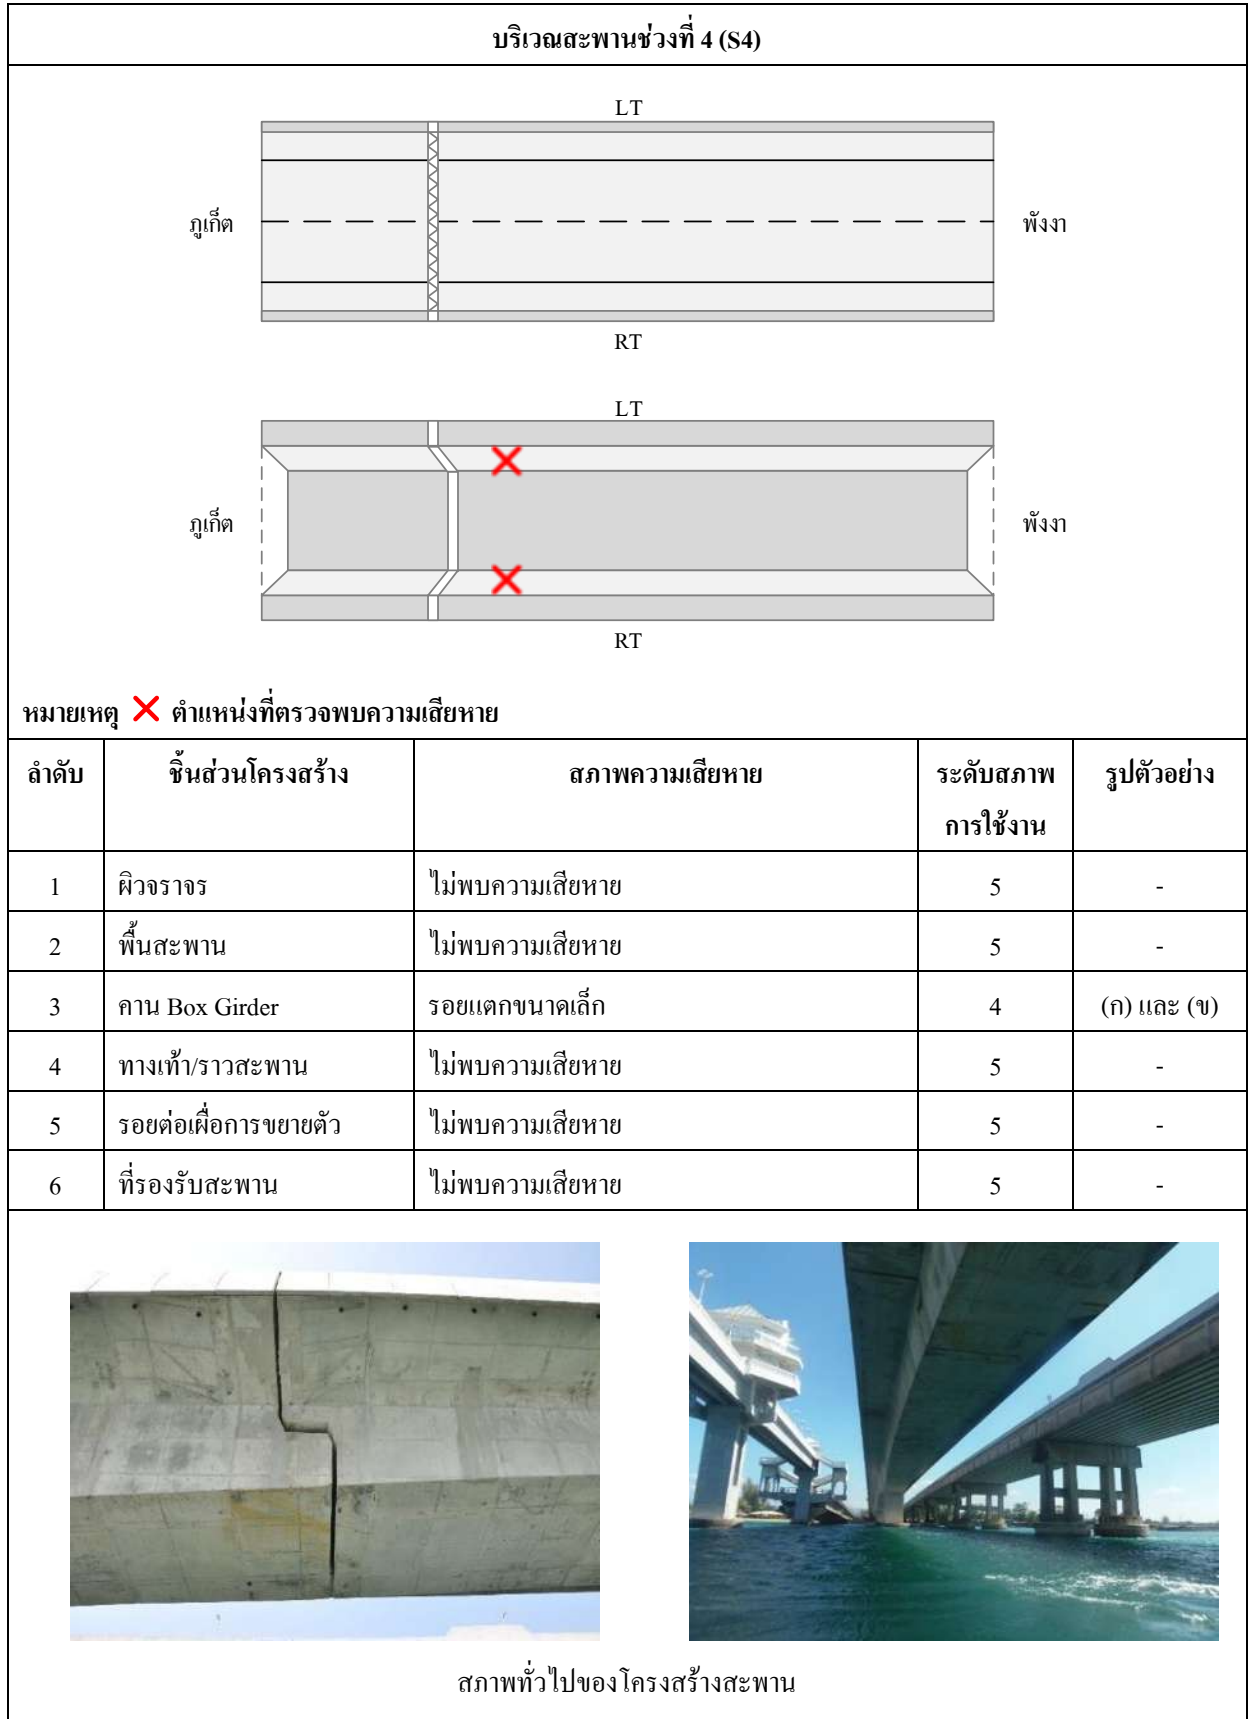 บริเวณสะพานช่วงที่ 4 (S4)
LT
ภูเก็ต
พังงา
RT
LT
ภูเก็ต
พังงา
RT
หมายเหตุ ตำแหน่งที่ตรวจพบความเสียหาย
ลำดับ ชิ้นส่วนโครงสร้าง สภาพความเสียหาย ระดับสภาพ รูปตัวอย่าง
การใช้งาน
1 ผิวจราจร ไม่พบความเสียหาย 5 -
2 พื้นสะพาน ไม่พบความเสียหาย 5 -
3 คาน Box Girder รอยแตกขนาดเล็ก 4 (ก) และ (ข)
4 ทางเท้า/ราวสะพาน ไม่พบความเสียหาย 5 -
5 รอยต่อเผื่อการขยายตัว ไม่พบความเสียหาย 5 -
6 ที่รองรับสะพาน ไม่พบความเสียหาย 5 -
สภาพทั่วไปของโครงสร้างสะพาน